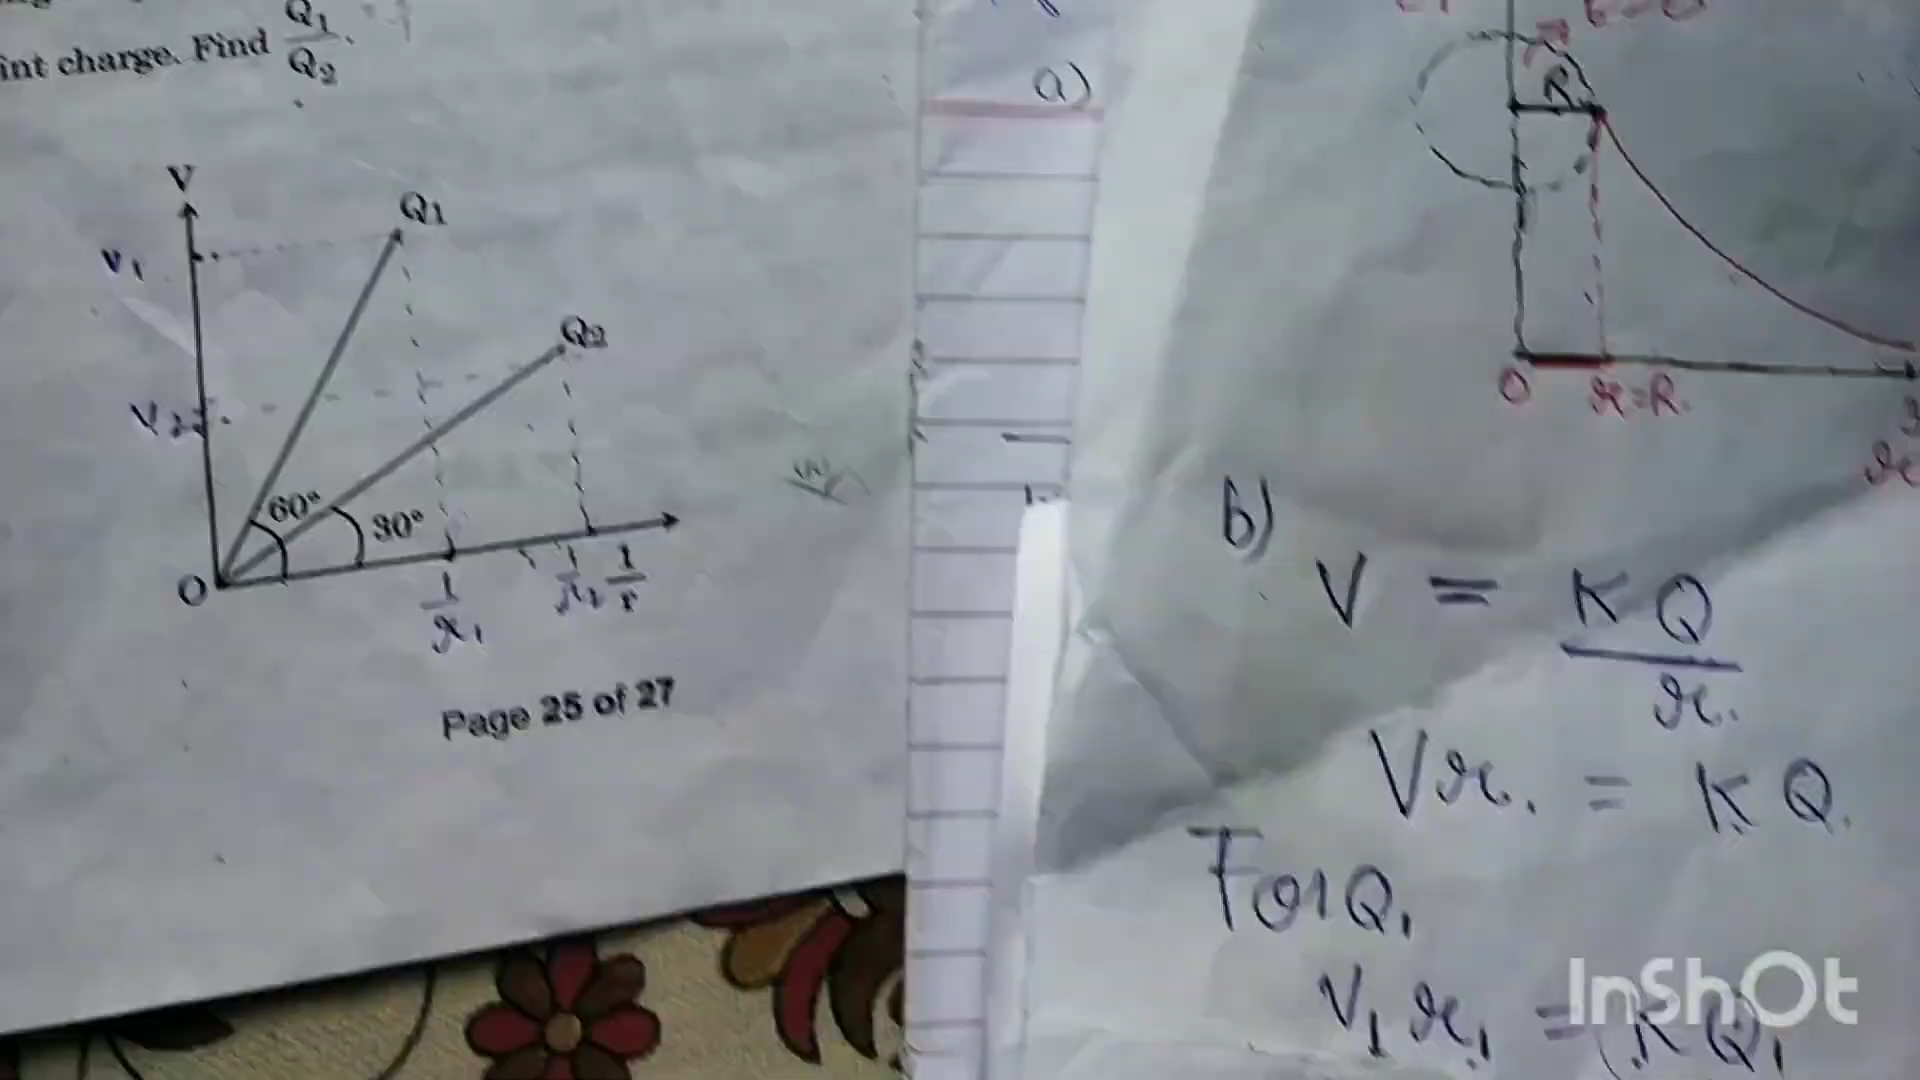 int charge. Find Q1/Q2.
V
Q1
V1
Q2
V2
60°
30°
O
1/r1
1/r2
1/r
Page 25 of 27
a)
R
O
r=R.
b)
V = KQ/r.
Vr. = KQ.
For Q1
V1r1 = KQ1
InShOt